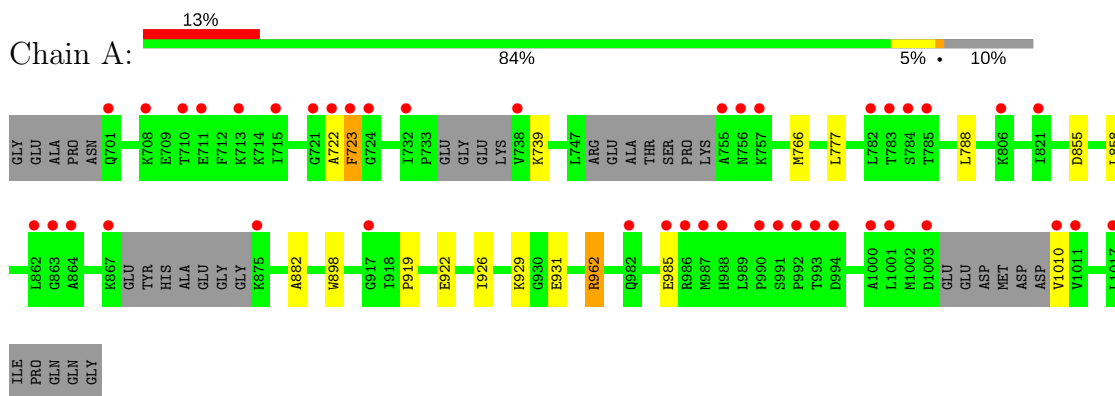 13%
Chain A:
84% 5% • 10%
GLY GLU ALA PRO ASN Q701 K708 E709 T710 E711 F712 K713 K714 I715 G721 A722 F723 G724 I732 P733 GLU GLY GLU LYS V738 K739 L747 ARG GLU ALA THR SER PRO LYS A755 N756 K757 M766 L777 L782 T783 S784 T785 L788 K806 I821 D855 L858
L862 G863 A864 K867 GLU TYR HIS ALA GLU GLY GLY K875 A882 W898 G917 I918 P919 E922 I926 K929 G930 E931 R962 Q982 E985 R986 M987 H988 L989 P990 S991 P992 T993 D994 A1000 L1001 M1002 D1003 GLU GLU ASP MET ASP ASP V1010 V1011 L1017
ILE PRO GLN GLN GLY